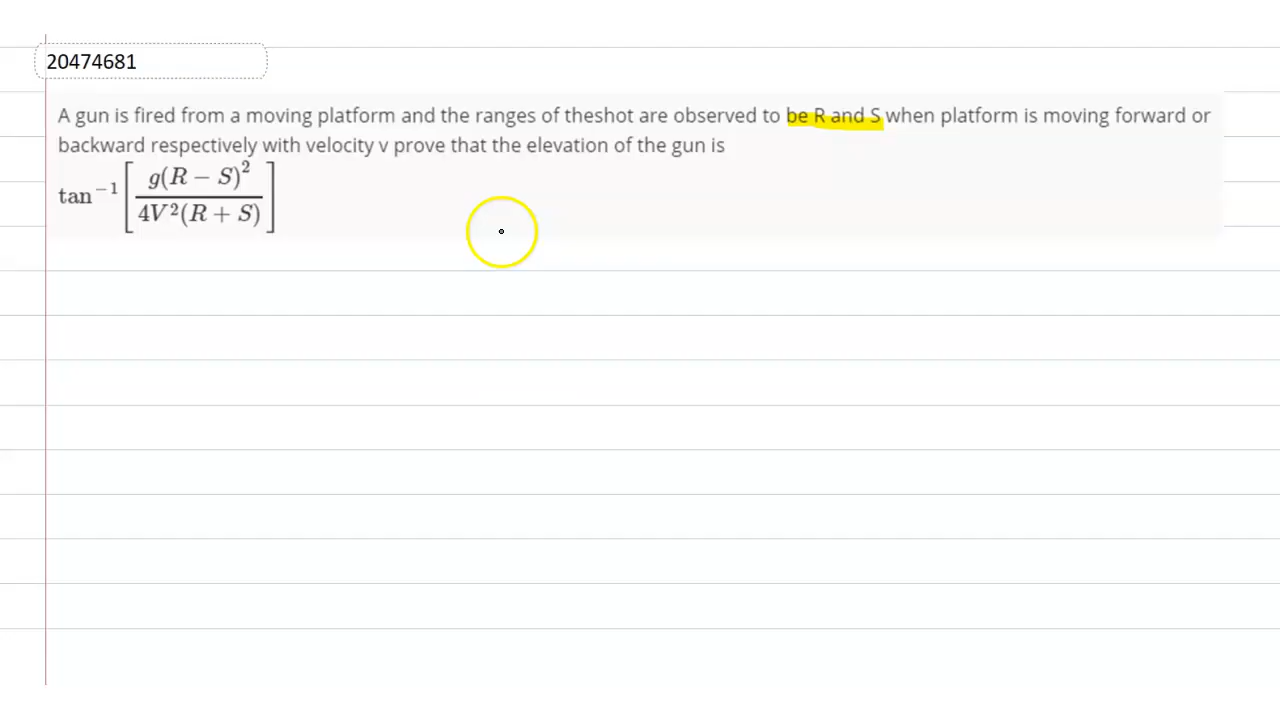 20474681
A gun is fired from a moving platform and the ranges of theshot are observed to be R and S when platform is moving forward or
backward respectively with velocity v prove that the elevation of the gun is
tan⁻¹[g(R − S)²/4V²(R + S)]